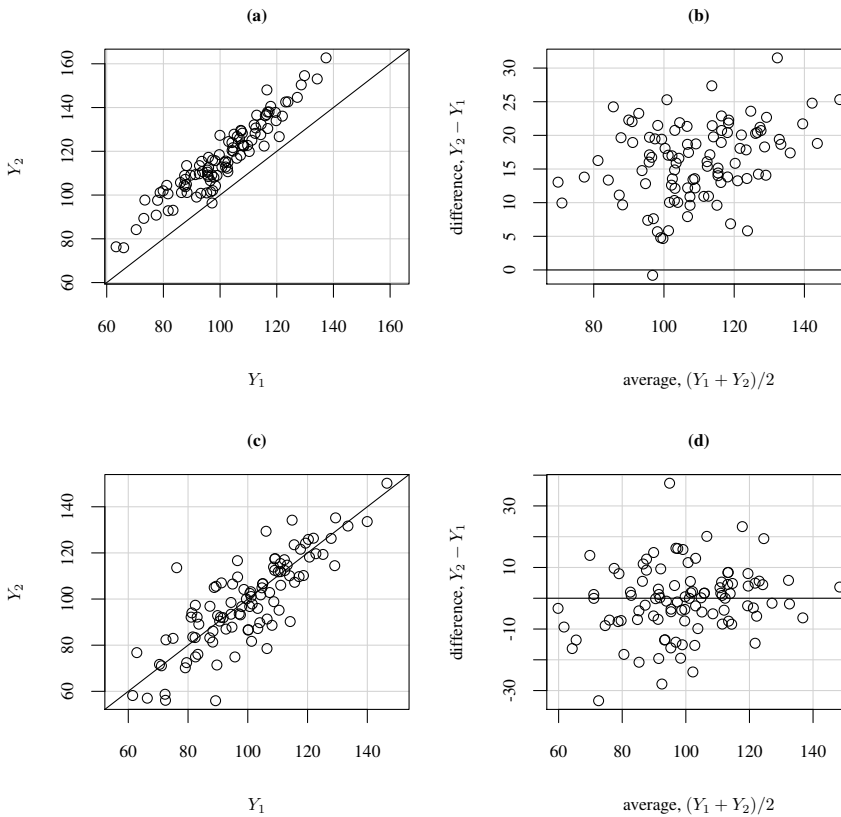 (a)
Y₂
60 80 100 120 140 160
60 80 100 120 140 160
Y₁
(b)
difference, Y₂ − Y₁
0 5 10 15 20 25 30
80 100 120 140
average, (Y₁ + Y₂)/2
(c)
Y₂
60 80 100 120 140
60 80 100 120 140
Y₁
(d)
difference, Y₂ − Y₁
-30 -10 10 30
60 80 100 120 140
average, (Y₁ + Y₂)/2